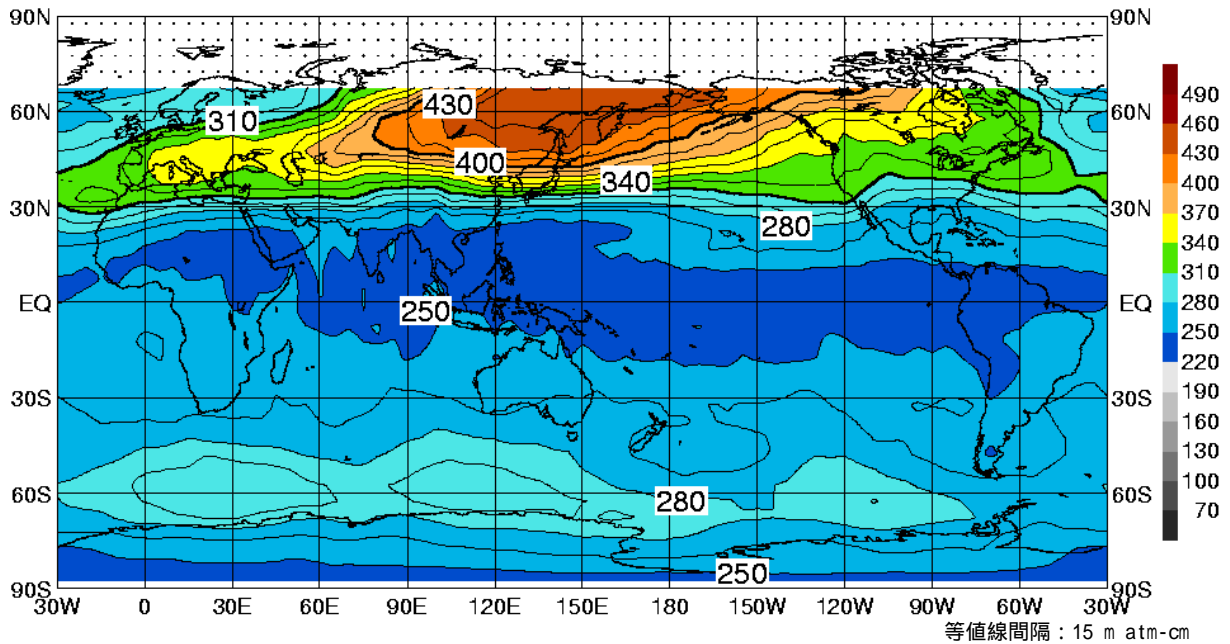 90N 90N
490
430 60N 60N
310 460
430
400 340 400
370
30N 30N
280 340
310
EQ 250 EQ 280
250
220
30S 30S 190
160
130
60S 280 60S 100
70
250
90S 90S
30W 0 30E 60E 90E 120E 150E 180 150W 120W 90W 60W 30W
等値線間隔：15 m atm-cm